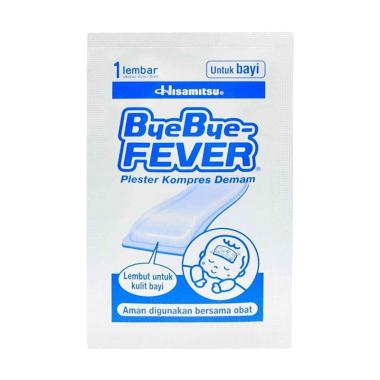 1 lembar
Untuk bayi
Hisamitsu®
ByeBye-
FEVER®
Plester Kompres Demam
Lembut untuk
kulit bayi
Aman digunakan bersama obat